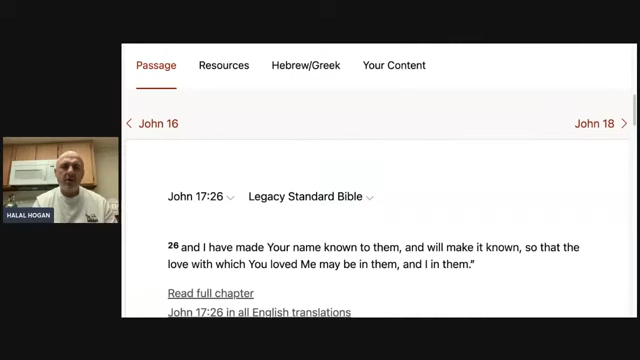 Passage Resources Hebrew/Greek Your Content
< John 16 John 18 >
John 17:26 Legacy Standard Bible
26 and I have made Your name known to them, and will make it known, so that the
love with which You loved Me may be in them, and I in them.”
Read full chapter
John 17:26 in all English translations
HALAL HOGAN